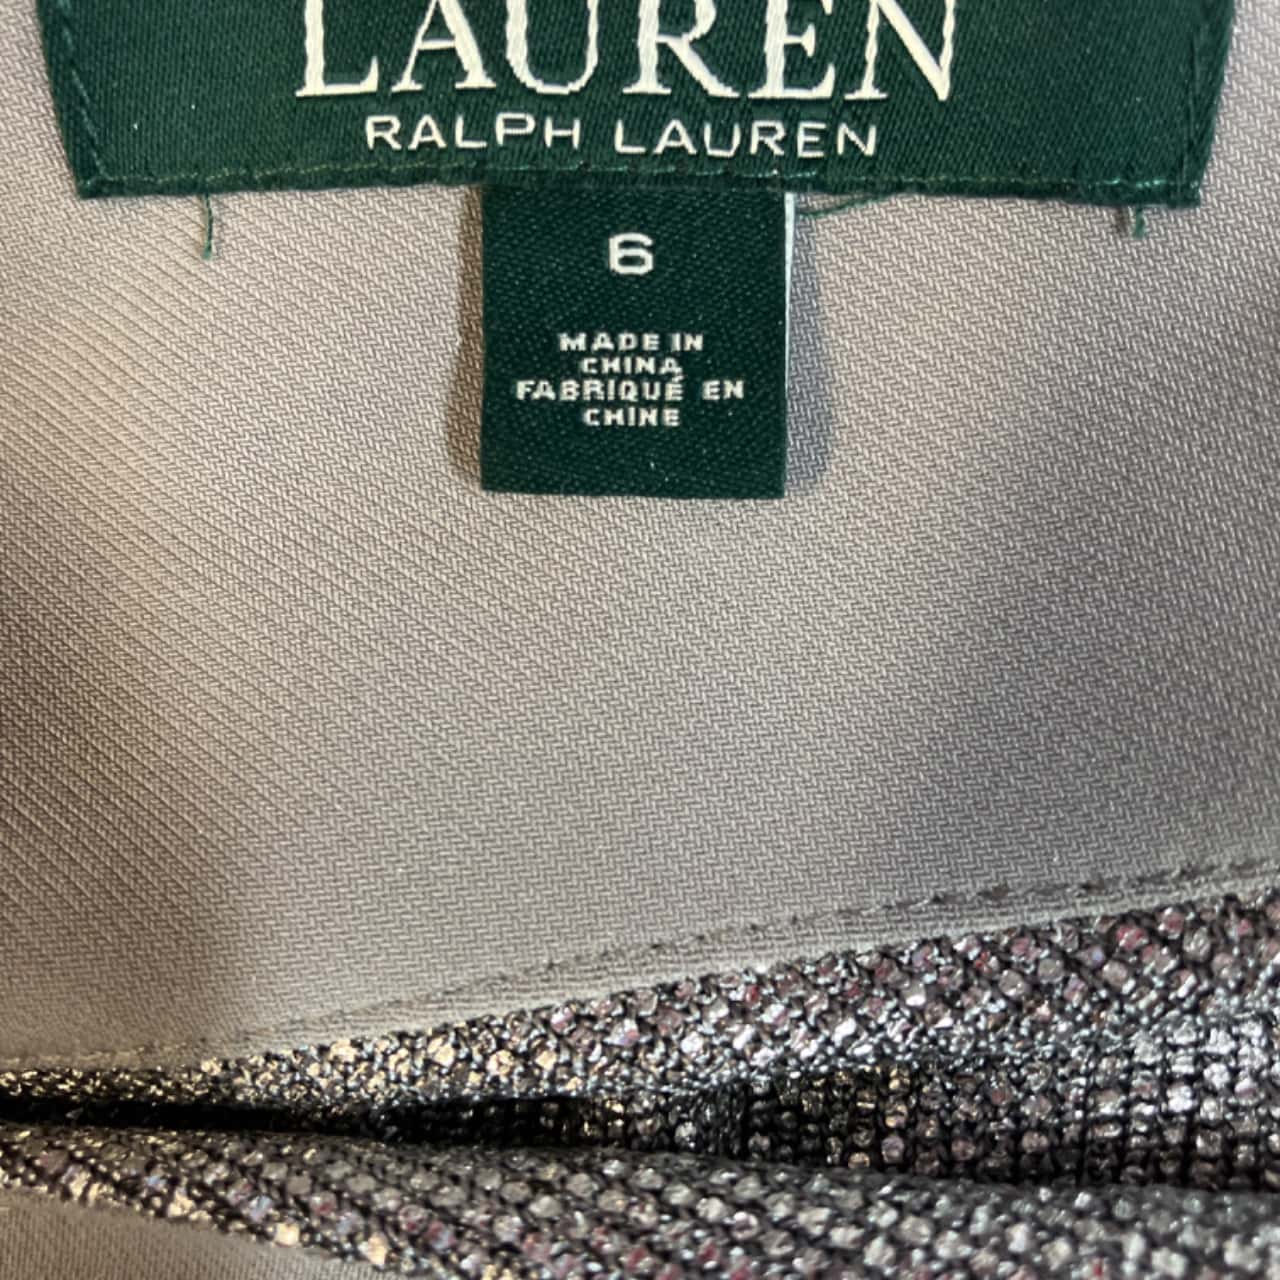 LAUREN
RALPH LAUREN
6
MADE IN
CHINA
FABRIQUÉ EN
CHINE